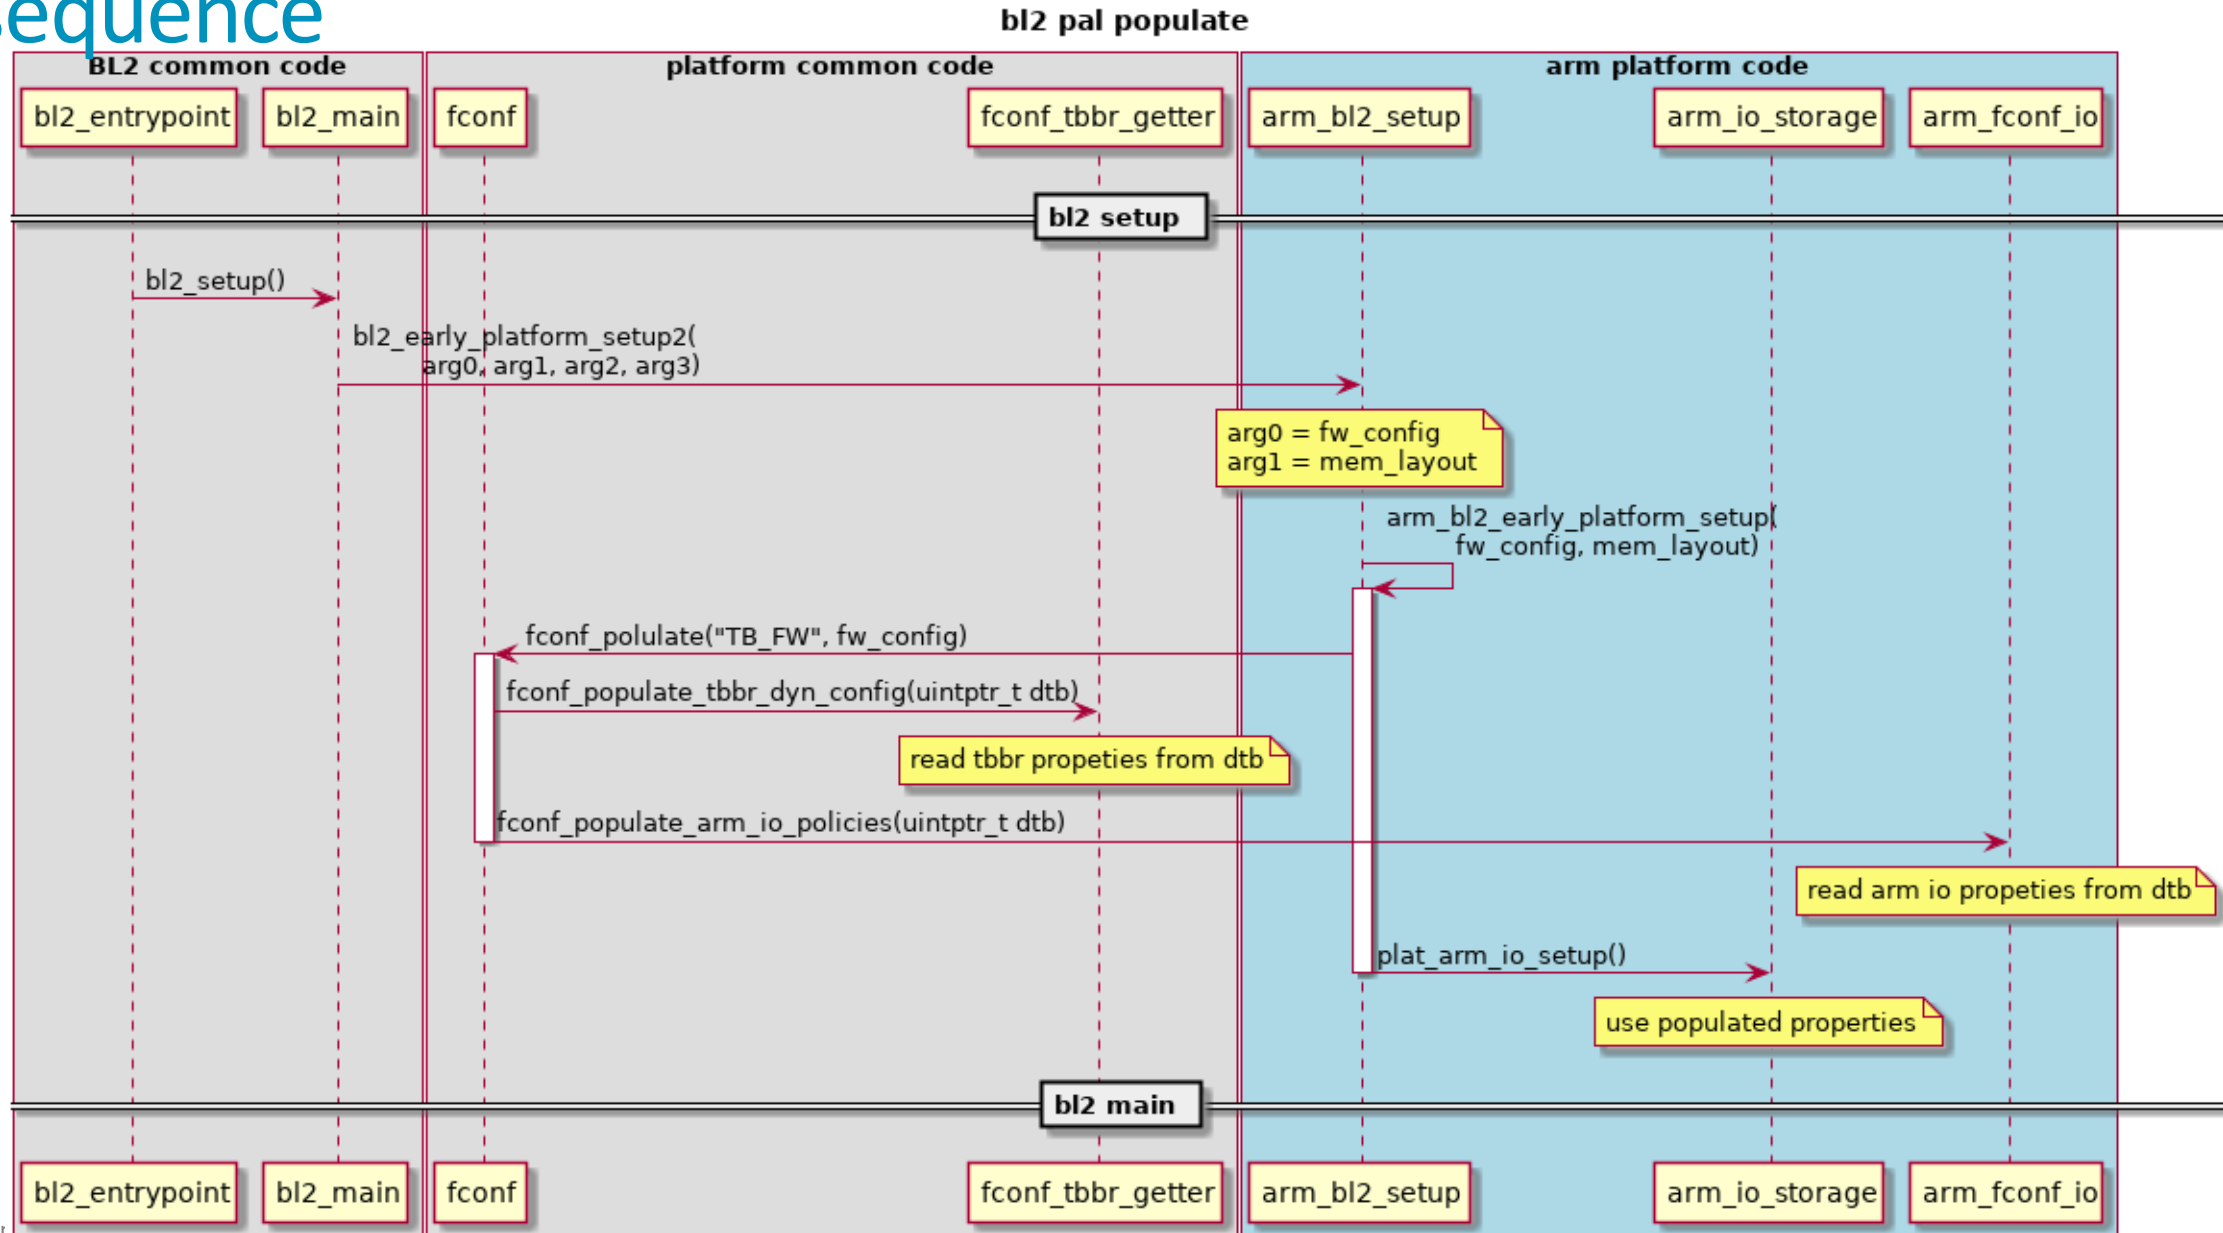 sequence
bl2 pal populate
BL2 common code
platform common code
arm platform code
bl2_entrypoint
bl2_main
fconf
fconf_tbbr_getter
arm_bl2_setup
arm_io_storage
arm_fconf_io
bl2 setup
bl2_setup()
bl2_early_platform_setup2(
arg0, arg1, arg2, arg3)
arg0 = fw_config
arg1 = mem_layout
arm_bl2_early_platform_setup(
fw_config, mem_layout)
fconf_polulate("TB_FW", fw_config)
fconf_populate_tbbr_dyn_config(uintptr_t dtb)
read tbbr propeties from dtb
fconf_populate_arm_io_policies(uintptr_t dtb)
read arm io propeties from dtb
plat_arm_io_setup()
use populated properties
bl2 main
bl2_entrypoint
bl2_main
fconf
fconf_tbbr_getter
arm_bl2_setup
arm_io_storage
arm_fconf_io